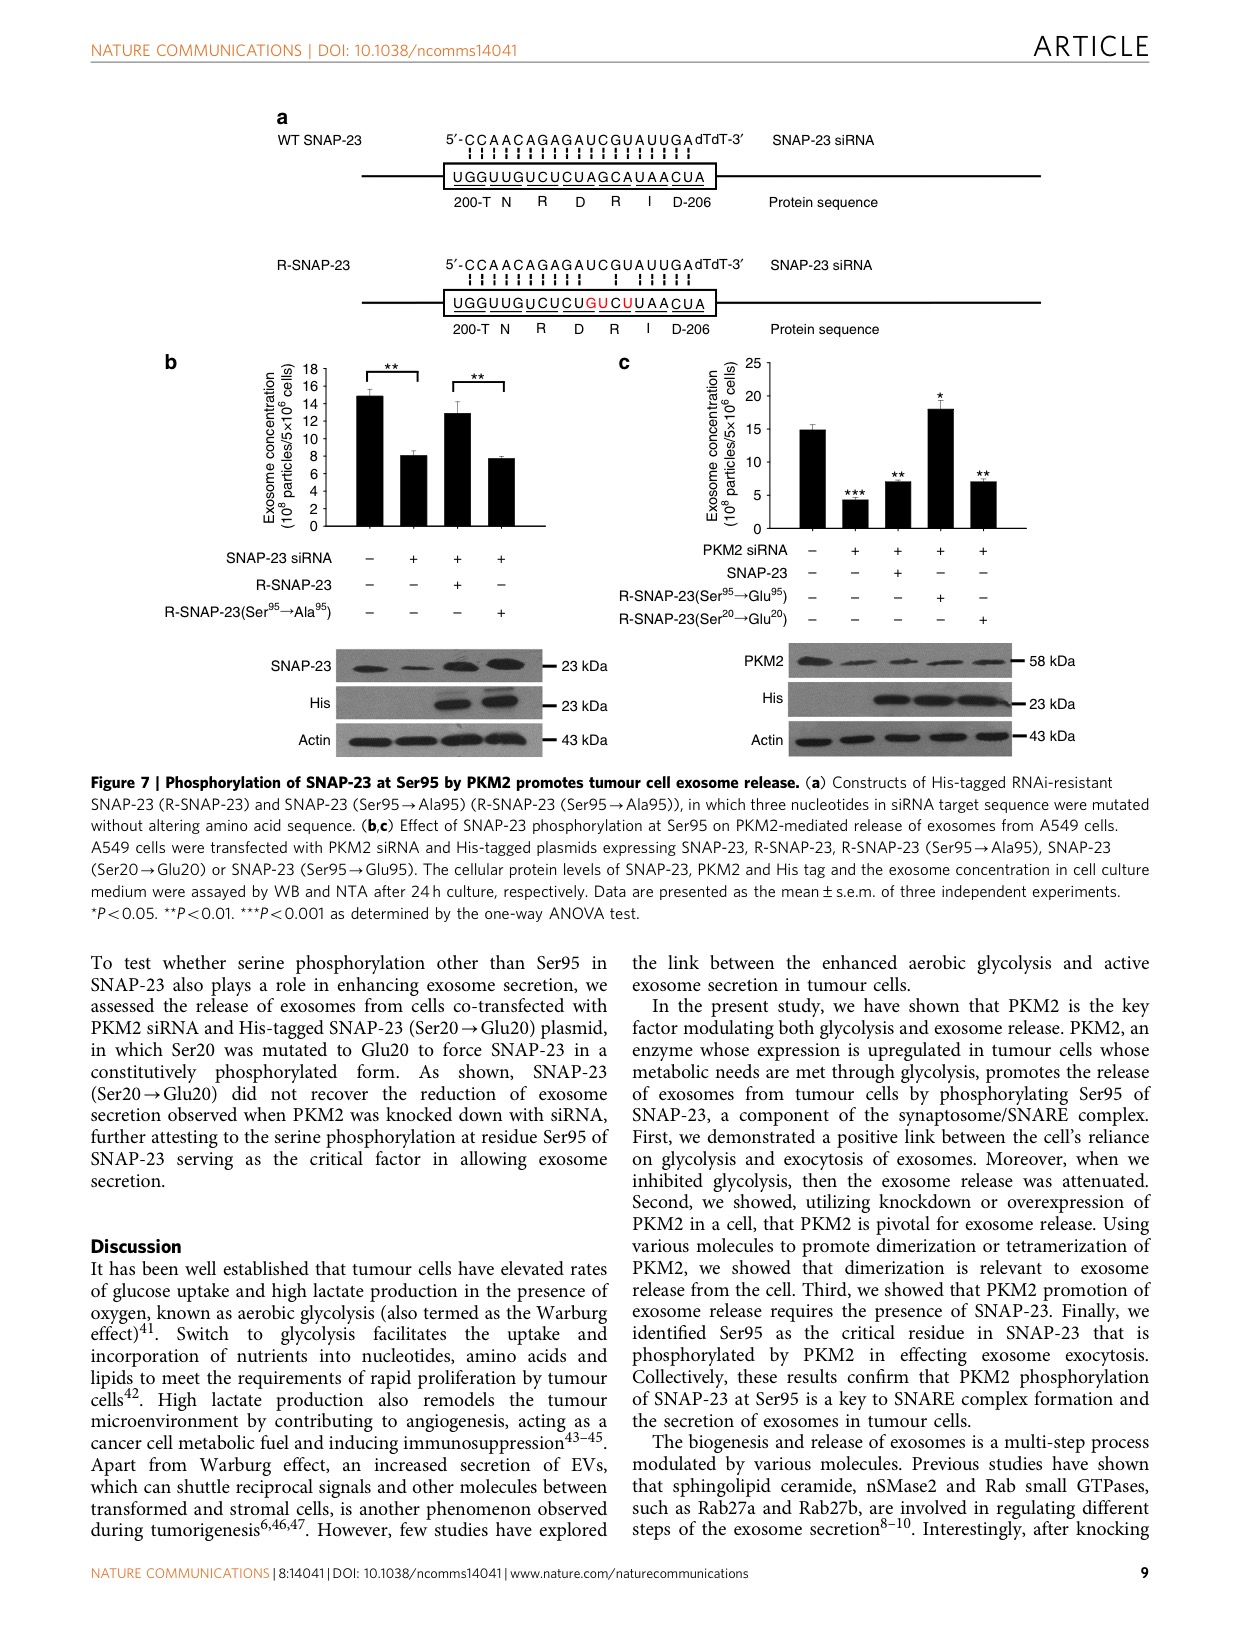 NATURE COMMUNICATIONS | DOI: 10.1038/ncomms14041
ARTICLE
a
WT SNAP-23
5′-CCAACAGAGAUCGUAUUGAdTdT-3′
SNAP-23 siRNA
UGGUUGUCUCUAGCAUAACUA
200-T N R D R I D-206
Protein sequence
R-SNAP-23
5′-CCAACAGAGAUCGUAUUGAdTdT-3′
SNAP-23 siRNA
UGGUUGUCUCUGUCUUAACUA
200-T N R D R I D-206
Protein sequence
b
Exosome concentration
(10⁸ particles/5×10⁶ cells)
18
16
14
12
10
8
6
4
2
0
**
**
SNAP-23 siRNA – + + +
R-SNAP-23 – – + –
R-SNAP-23(Ser⁹⁵→Ala⁹⁵) – – – +
SNAP-23
23 kDa
His
23 kDa
Actin
43 kDa
c
Exosome concentration
(10⁸ particles/5×10⁶ cells)
25
20
15
10
5
0
***
**
*
**
PKM2 siRNA – + + + +
SNAP-23 – – + – –
R-SNAP-23(Ser⁹⁵→Glu⁹⁵) – – – + –
R-SNAP-23(Ser²⁰→Glu²⁰) – – – – +
PKM2
58 kDa
His
23 kDa
Actin
43 kDa
Figure 7 | Phosphorylation of SNAP-23 at Ser95 by PKM2 promotes tumour cell exosome release. (a) Constructs of His-tagged RNAi-resistant
SNAP-23 (R-SNAP-23) and SNAP-23 (Ser95→Ala95) (R-SNAP-23 (Ser95→Ala95)), in which three nucleotides in siRNA target sequence were mutated
without altering amino acid sequence. (b,c) Effect of SNAP-23 phosphorylation at Ser95 on PKM2-mediated release of exosomes from A549 cells.
A549 cells were transfected with PKM2 siRNA and His-tagged plasmids expressing SNAP-23, R-SNAP-23, R-SNAP-23 (Ser95→Ala95), SNAP-23
(Ser20→Glu20) or SNAP-23 (Ser95→Glu95). The cellular protein levels of SNAP-23, PKM2 and His tag and the exosome concentration in cell culture
medium were assayed by WB and NTA after 24 h culture, respectively. Data are presented as the mean ± s.e.m. of three independent experiments.
*P<0.05. **P<0.01. ***P<0.001 as determined by the one-way ANOVA test.
To test whether serine phosphorylation other than Ser95 in
SNAP-23 also plays a role in enhancing exosome secretion, we
assessed the release of exosomes from cells co-transfected with
PKM2 siRNA and His-tagged SNAP-23 (Ser20→Glu20) plasmid,
in which Ser20 was mutated to Glu20 to force SNAP-23 in a
constitutively phosphorylated form. As shown, SNAP-23
(Ser20→Glu20) did not recover the reduction of exosome
secretion observed when PKM2 was knocked down with siRNA,
further attesting to the serine phosphorylation at residue Ser95 of
SNAP-23 serving as the critical factor in allowing exosome
secretion.
Discussion
It has been well established that tumour cells have elevated rates
of glucose uptake and high lactate production in the presence of
oxygen, known as aerobic glycolysis (also termed as the Warburg
effect)⁴¹. Switch to glycolysis facilitates the uptake and
incorporation of nutrients into nucleotides, amino acids and
lipids to meet the requirements of rapid proliferation by tumour
cells⁴². High lactate production also remodels the tumour
microenvironment by contributing to angiogenesis, acting as a
cancer cell metabolic fuel and inducing immunosuppression⁴³⁻⁴⁵.
Apart from Warburg effect, an increased secretion of EVs,
which can shuttle reciprocal signals and other molecules between
transformed and stromal cells, is another phenomenon observed
during tumorigenesis⁶,⁴⁶,⁴⁷. However, few studies have explored
the link between the enhanced aerobic glycolysis and active
exosome secretion in tumour cells.
In the present study, we have shown that PKM2 is the key
factor modulating both glycolysis and exosome release. PKM2, an
enzyme whose expression is upregulated in tumour cells whose
metabolic needs are met through glycolysis, promotes the release
of exosomes from tumour cells by phosphorylating Ser95 of
SNAP-23, a component of the synaptosome/SNARE complex.
First, we demonstrated a positive link between the cell's reliance
on glycolysis and exocytosis of exosomes. Moreover, when we
inhibited glycolysis, then the exosome release was attenuated.
Second, we showed, utilizing knockdown or overexpression of
PKM2 in a cell, that PKM2 is pivotal for exosome release. Using
various molecules to promote dimerization or tetramerization of
PKM2, we showed that dimerization is relevant to exosome
release from the cell. Third, we showed that PKM2 promotion of
exosome release requires the presence of SNAP-23. Finally, we
identified Ser95 as the critical residue in SNAP-23 that is
phosphorylated by PKM2 in effecting exosome exocytosis.
Collectively, these results confirm that PKM2 phosphorylation
of SNAP-23 at Ser95 is a key to SNARE complex formation and
the secretion of exosomes in tumour cells.
The biogenesis and release of exosomes is a multi-step process
modulated by various molecules. Previous studies have shown
that sphingolipid ceramide, nSMase2 and Rab small GTPases,
such as Rab27a and Rab27b, are involved in regulating different
steps of the exosome secretion⁸⁻¹⁰. Interestingly, after knocking
NATURE COMMUNICATIONS | 8:14041 | DOI: 10.1038/ncomms14041 | www.nature.com/naturecommunications
9